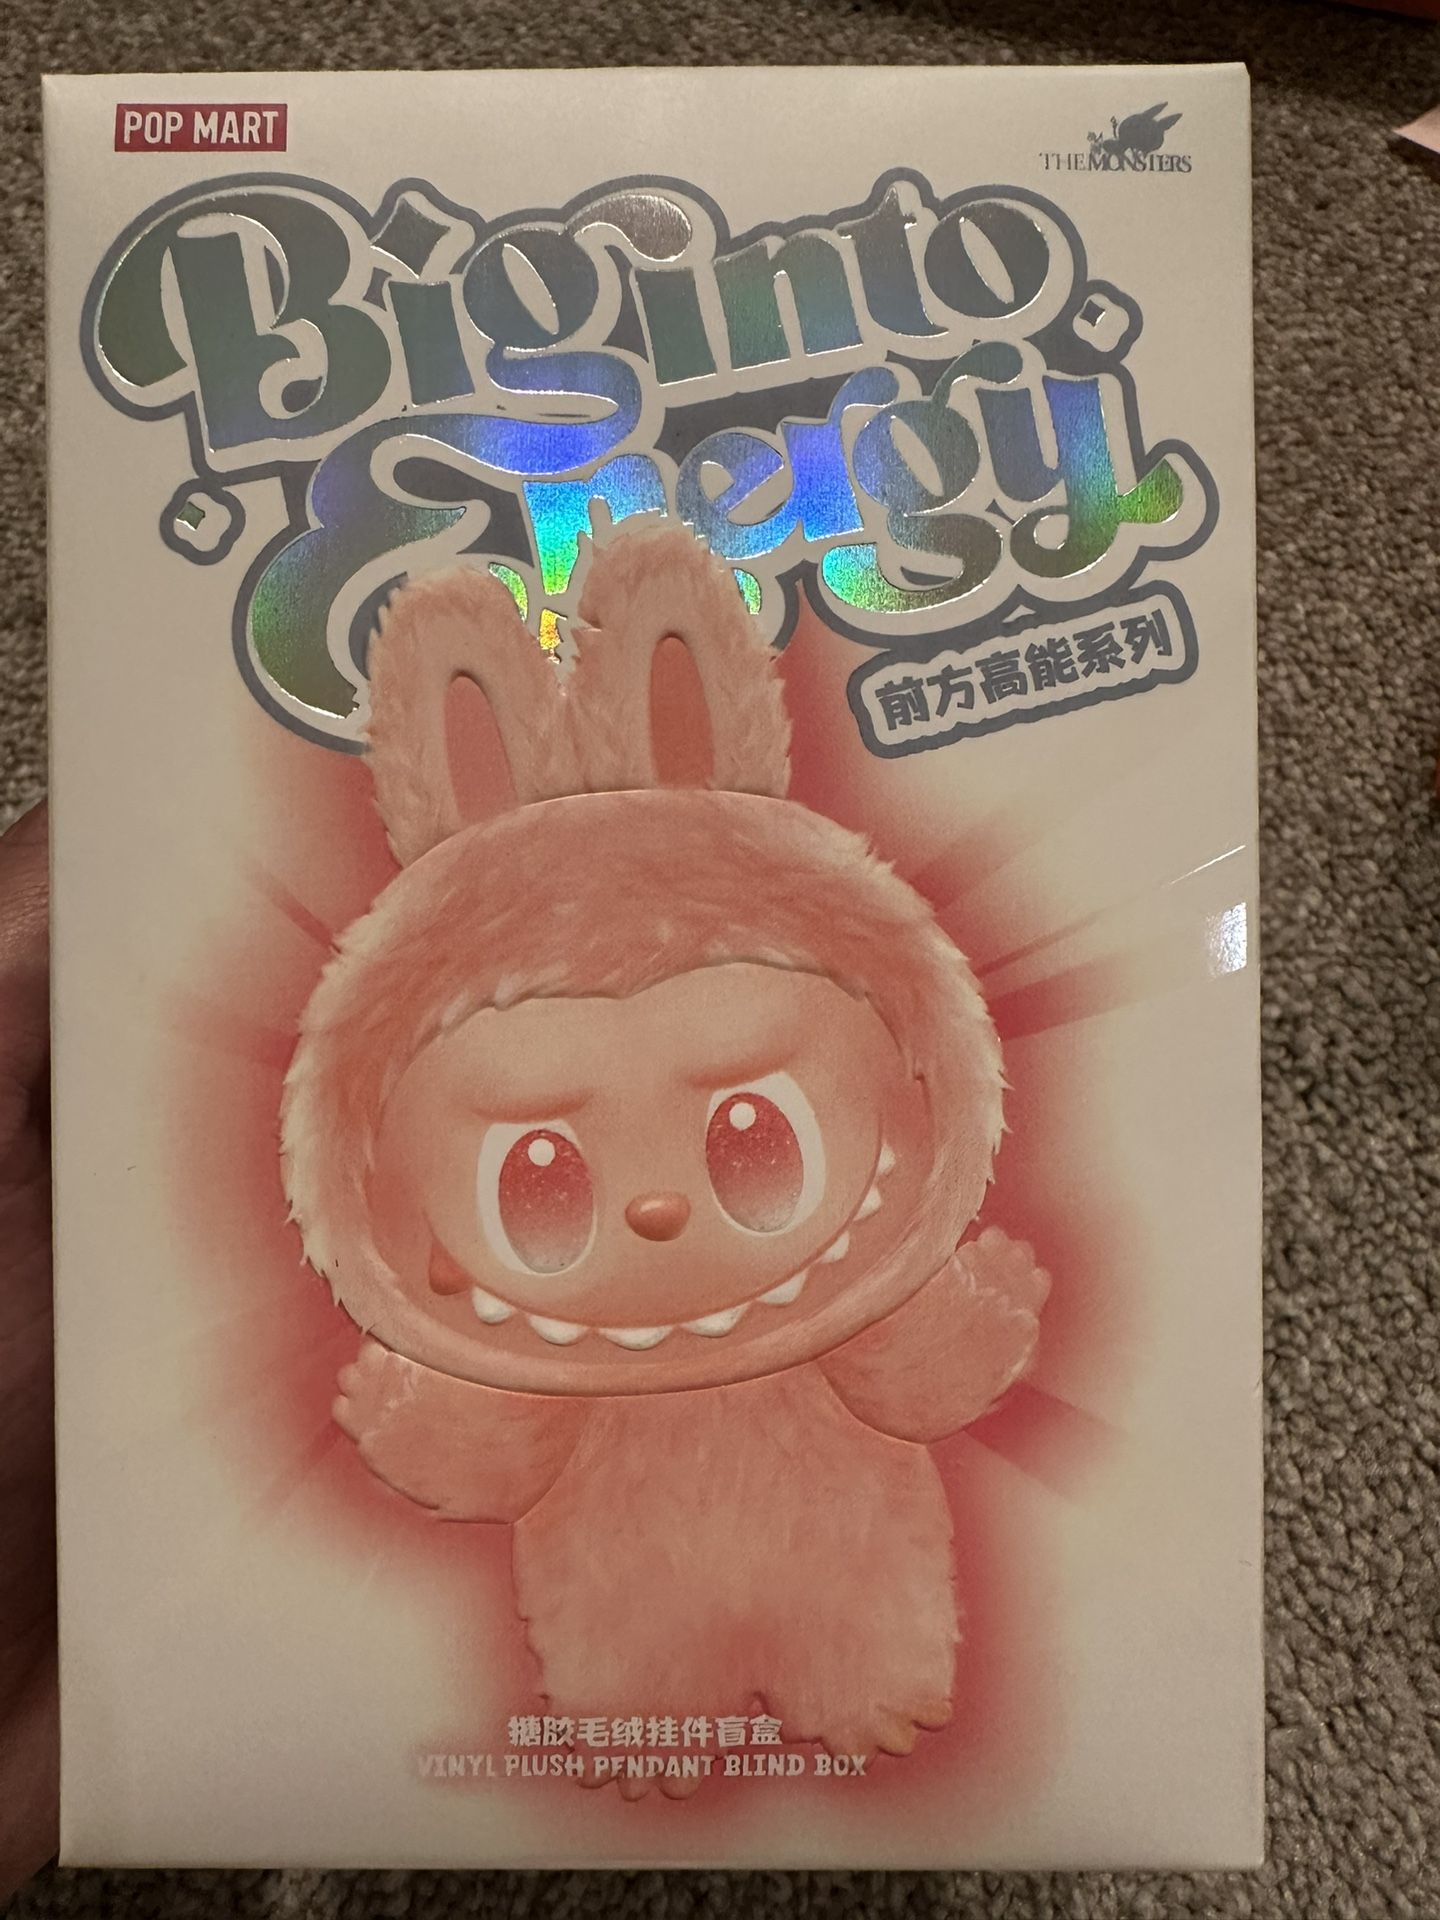 POP MART
THE MONSTERS
Big into
Energy
前方高能系列
搪胶毛绒挂件盲盒
VINYL PLUSH PENDANT BLIND BOX